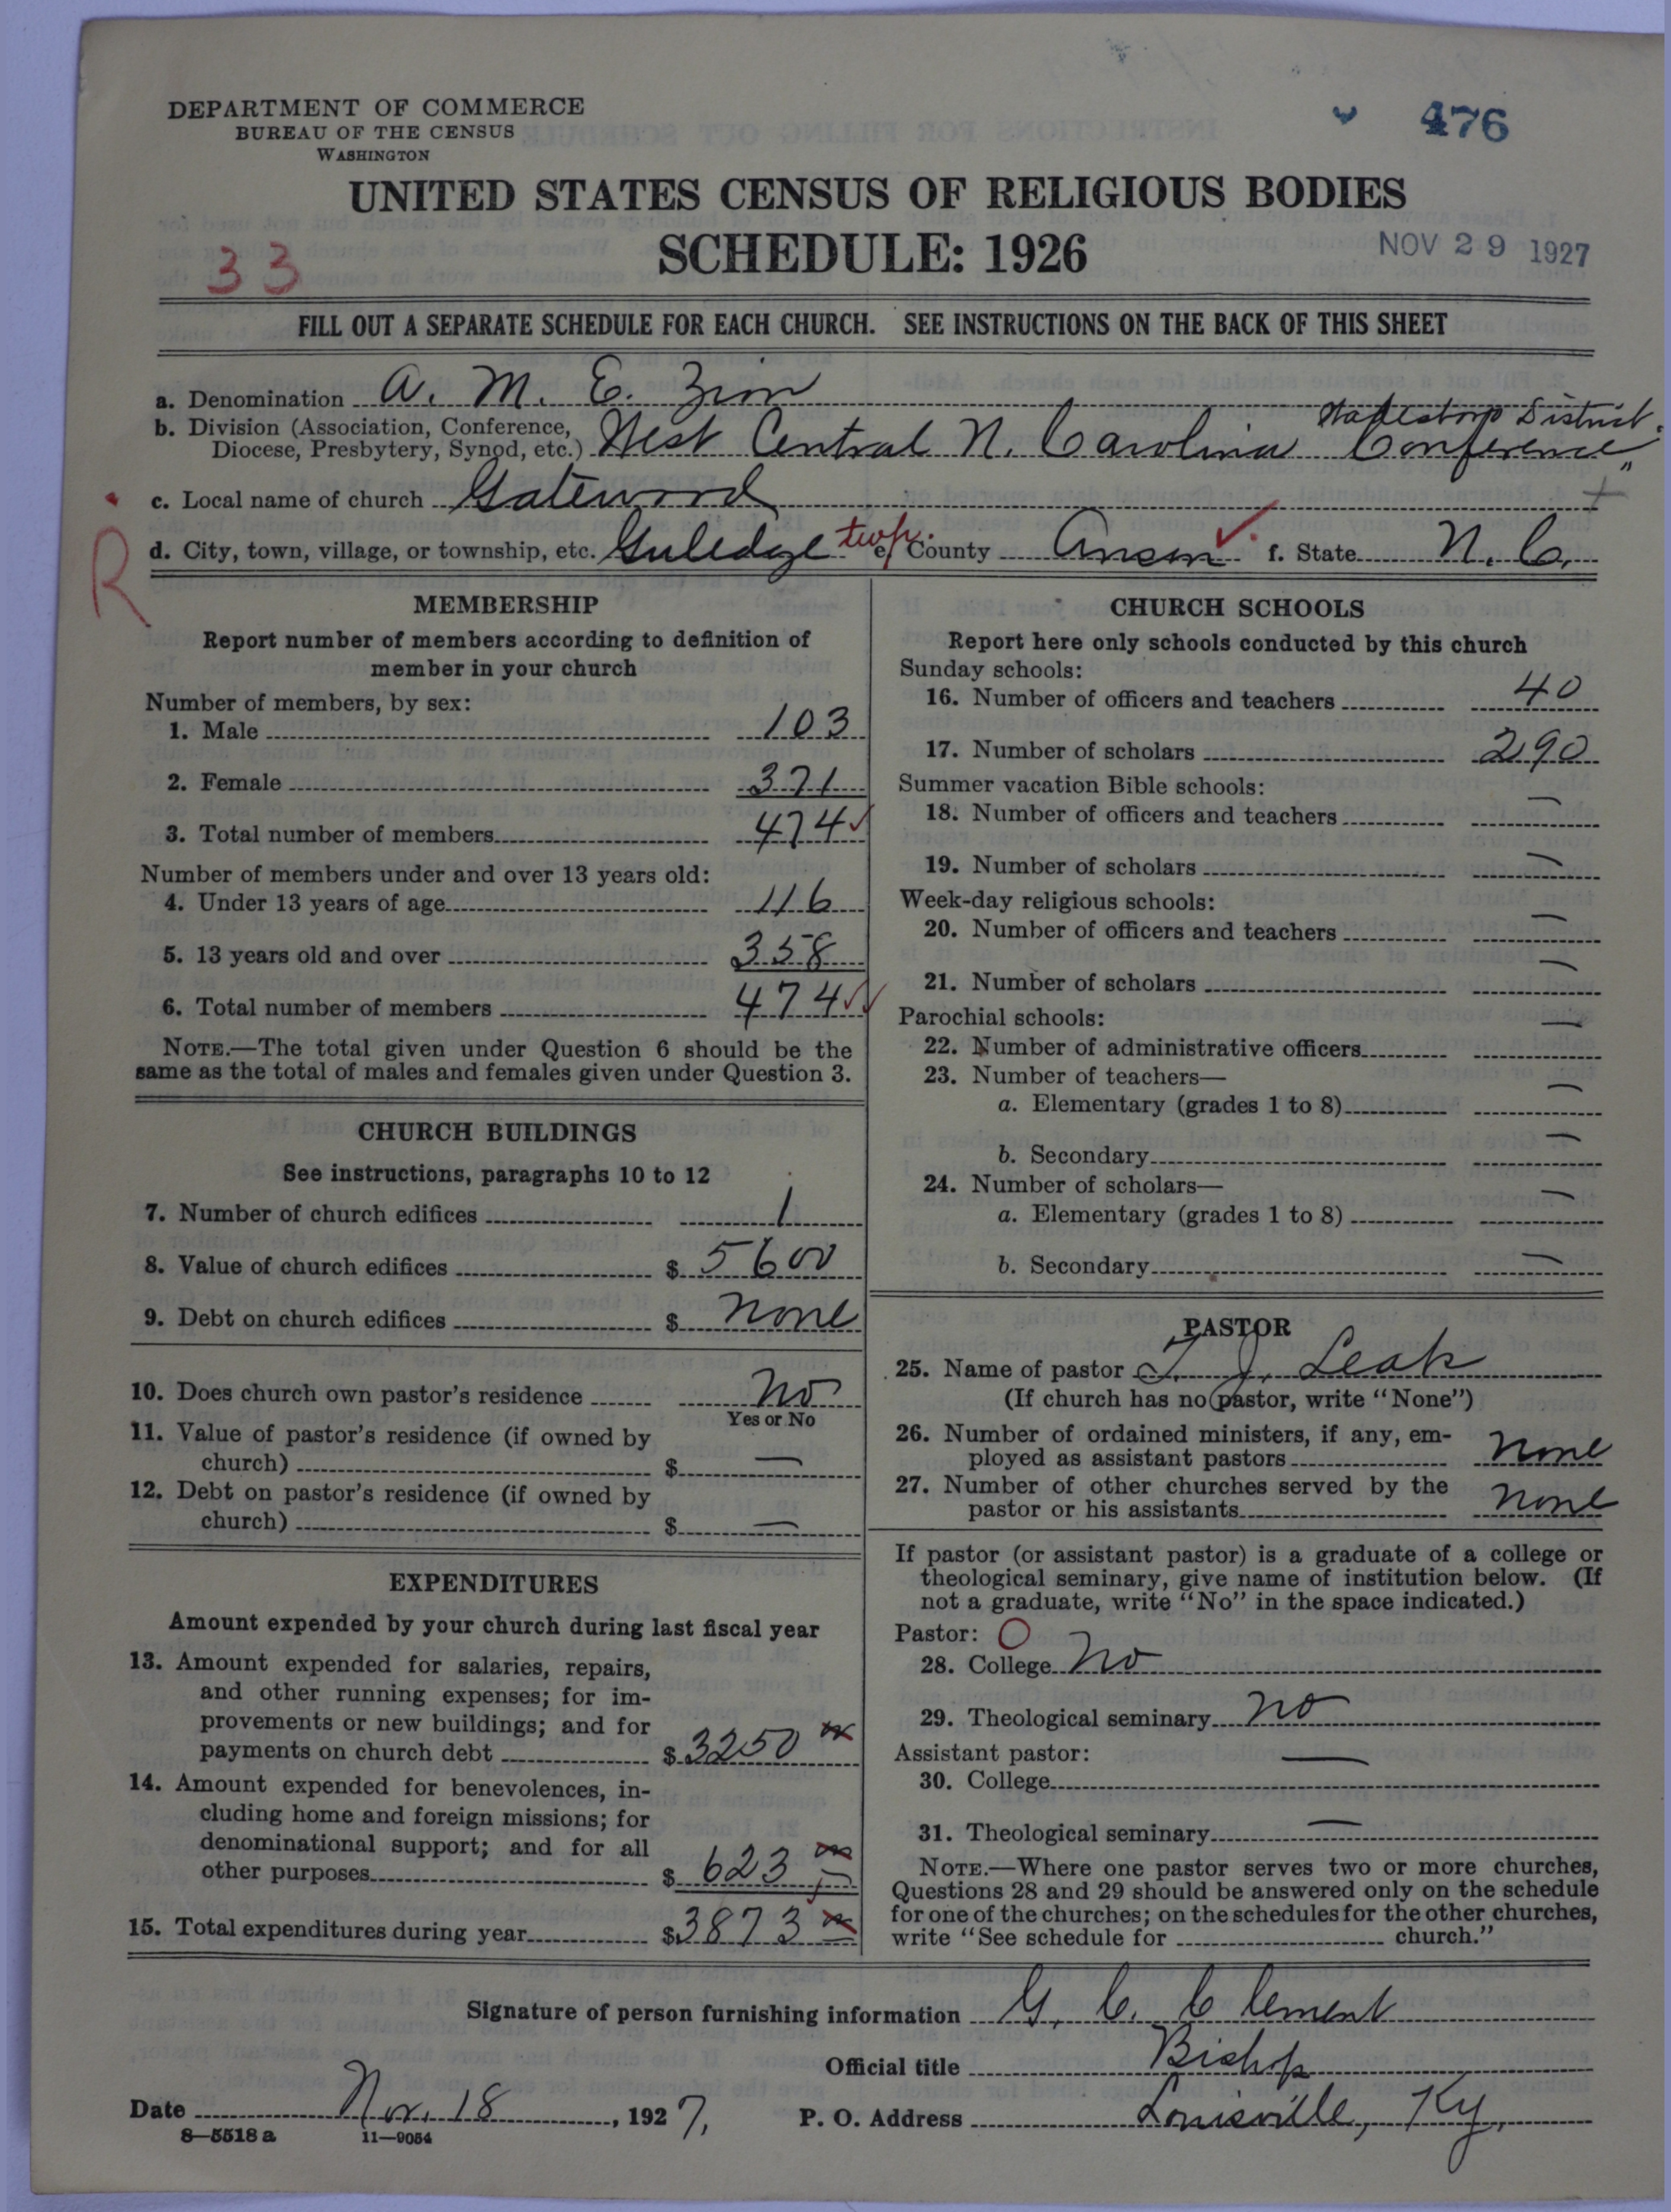 DEPARTMENT OF COMMERCE
BUREAU OF THE CENSUS
WASHINGTON
476
UNITED STATES CENSUS OF RELIGIOUS BODIES
SCHEDULE: 1926
NOV 29 1927
33
FILL OUT A SEPARATE SCHEDULE FOR EACH CHURCH. SEE INSTRUCTIONS ON THE BACK OF THIS SHEET
a. Denomination A. M. E. Zion
District
b. Division (Association, Conference, Diocese, Presbytery, Synod, etc.) West Central N. Carolina Conference
c. Local name of church Gatewood
d. City, town, village, or township, etc. Gulledge twp. e. County Anson f. State N. C.
R
MEMBERSHIP
Report number of members according to definition of
member in your church
Number of members, by sex:
1. Male 103
2. Female 371
3. Total number of members 474
Number of members under and over 13 years old:
4. Under 13 years of age 116
5. 13 years old and over 358
6. Total number of members 474
NOTE.—The total given under Question 6 should be the
same as the total of males and females given under Question 3.
CHURCH BUILDINGS
See instructions, paragraphs 10 to 12
7. Number of church edifices 1
8. Value of church edifices $ 5600
9. Debt on church edifices $ None
10. Does church own pastor's residence No
Yes or No
11. Value of pastor's residence (if owned by
church) $ —
12. Debt on pastor's residence (if owned by
church) $ —
EXPENDITURES
Amount expended by your church during last fiscal year
13. Amount expended for salaries, repairs,
and other running expenses; for im-
provements or new buildings; and for
payments on church debt $ 3250
14. Amount expended for benevolences, in-
cluding home and foreign missions; for
denominational support; and for all
other purposes $ 623
15. Total expenditures during year $ 3873
CHURCH SCHOOLS
Report here only schools conducted by this church
Sunday schools:
16. Number of officers and teachers 40
17. Number of scholars 290
Summer vacation Bible schools:
18. Number of officers and teachers —
19. Number of scholars —
Week-day religious schools:
20. Number of officers and teachers —
21. Number of scholars —
Parochial schools:
22. Number of administrative officers —
23. Number of teachers—
a. Elementary (grades 1 to 8) —
b. Secondary —
24. Number of scholars—
a. Elementary (grades 1 to 8) —
b. Secondary —
PASTOR
25. Name of pastor T. J. Leak
(If church has no pastor, write "None")
26. Number of ordained ministers, if any, em-
ployed as assistant pastors None
27. Number of other churches served by the
pastor or his assistants None
If pastor (or assistant pastor) is a graduate of a college or
theological seminary, give name of institution below. (If
not a graduate, write "No" in the space indicated.)
Pastor:
28. College No
29. Theological seminary No
Assistant pastor:
30. College —
31. Theological seminary —
NOTE.—Where one pastor serves two or more churches,
Questions 28 and 29 should be answered only on the schedule
for one of the churches; on the schedules for the other churches,
write "See schedule for church."
Signature of person furnishing information G. C. Clement
Official title Bishop
Date Nov. 18, 1927, P. O. Address Louisville, Ky.
8—5518 a 11—9054